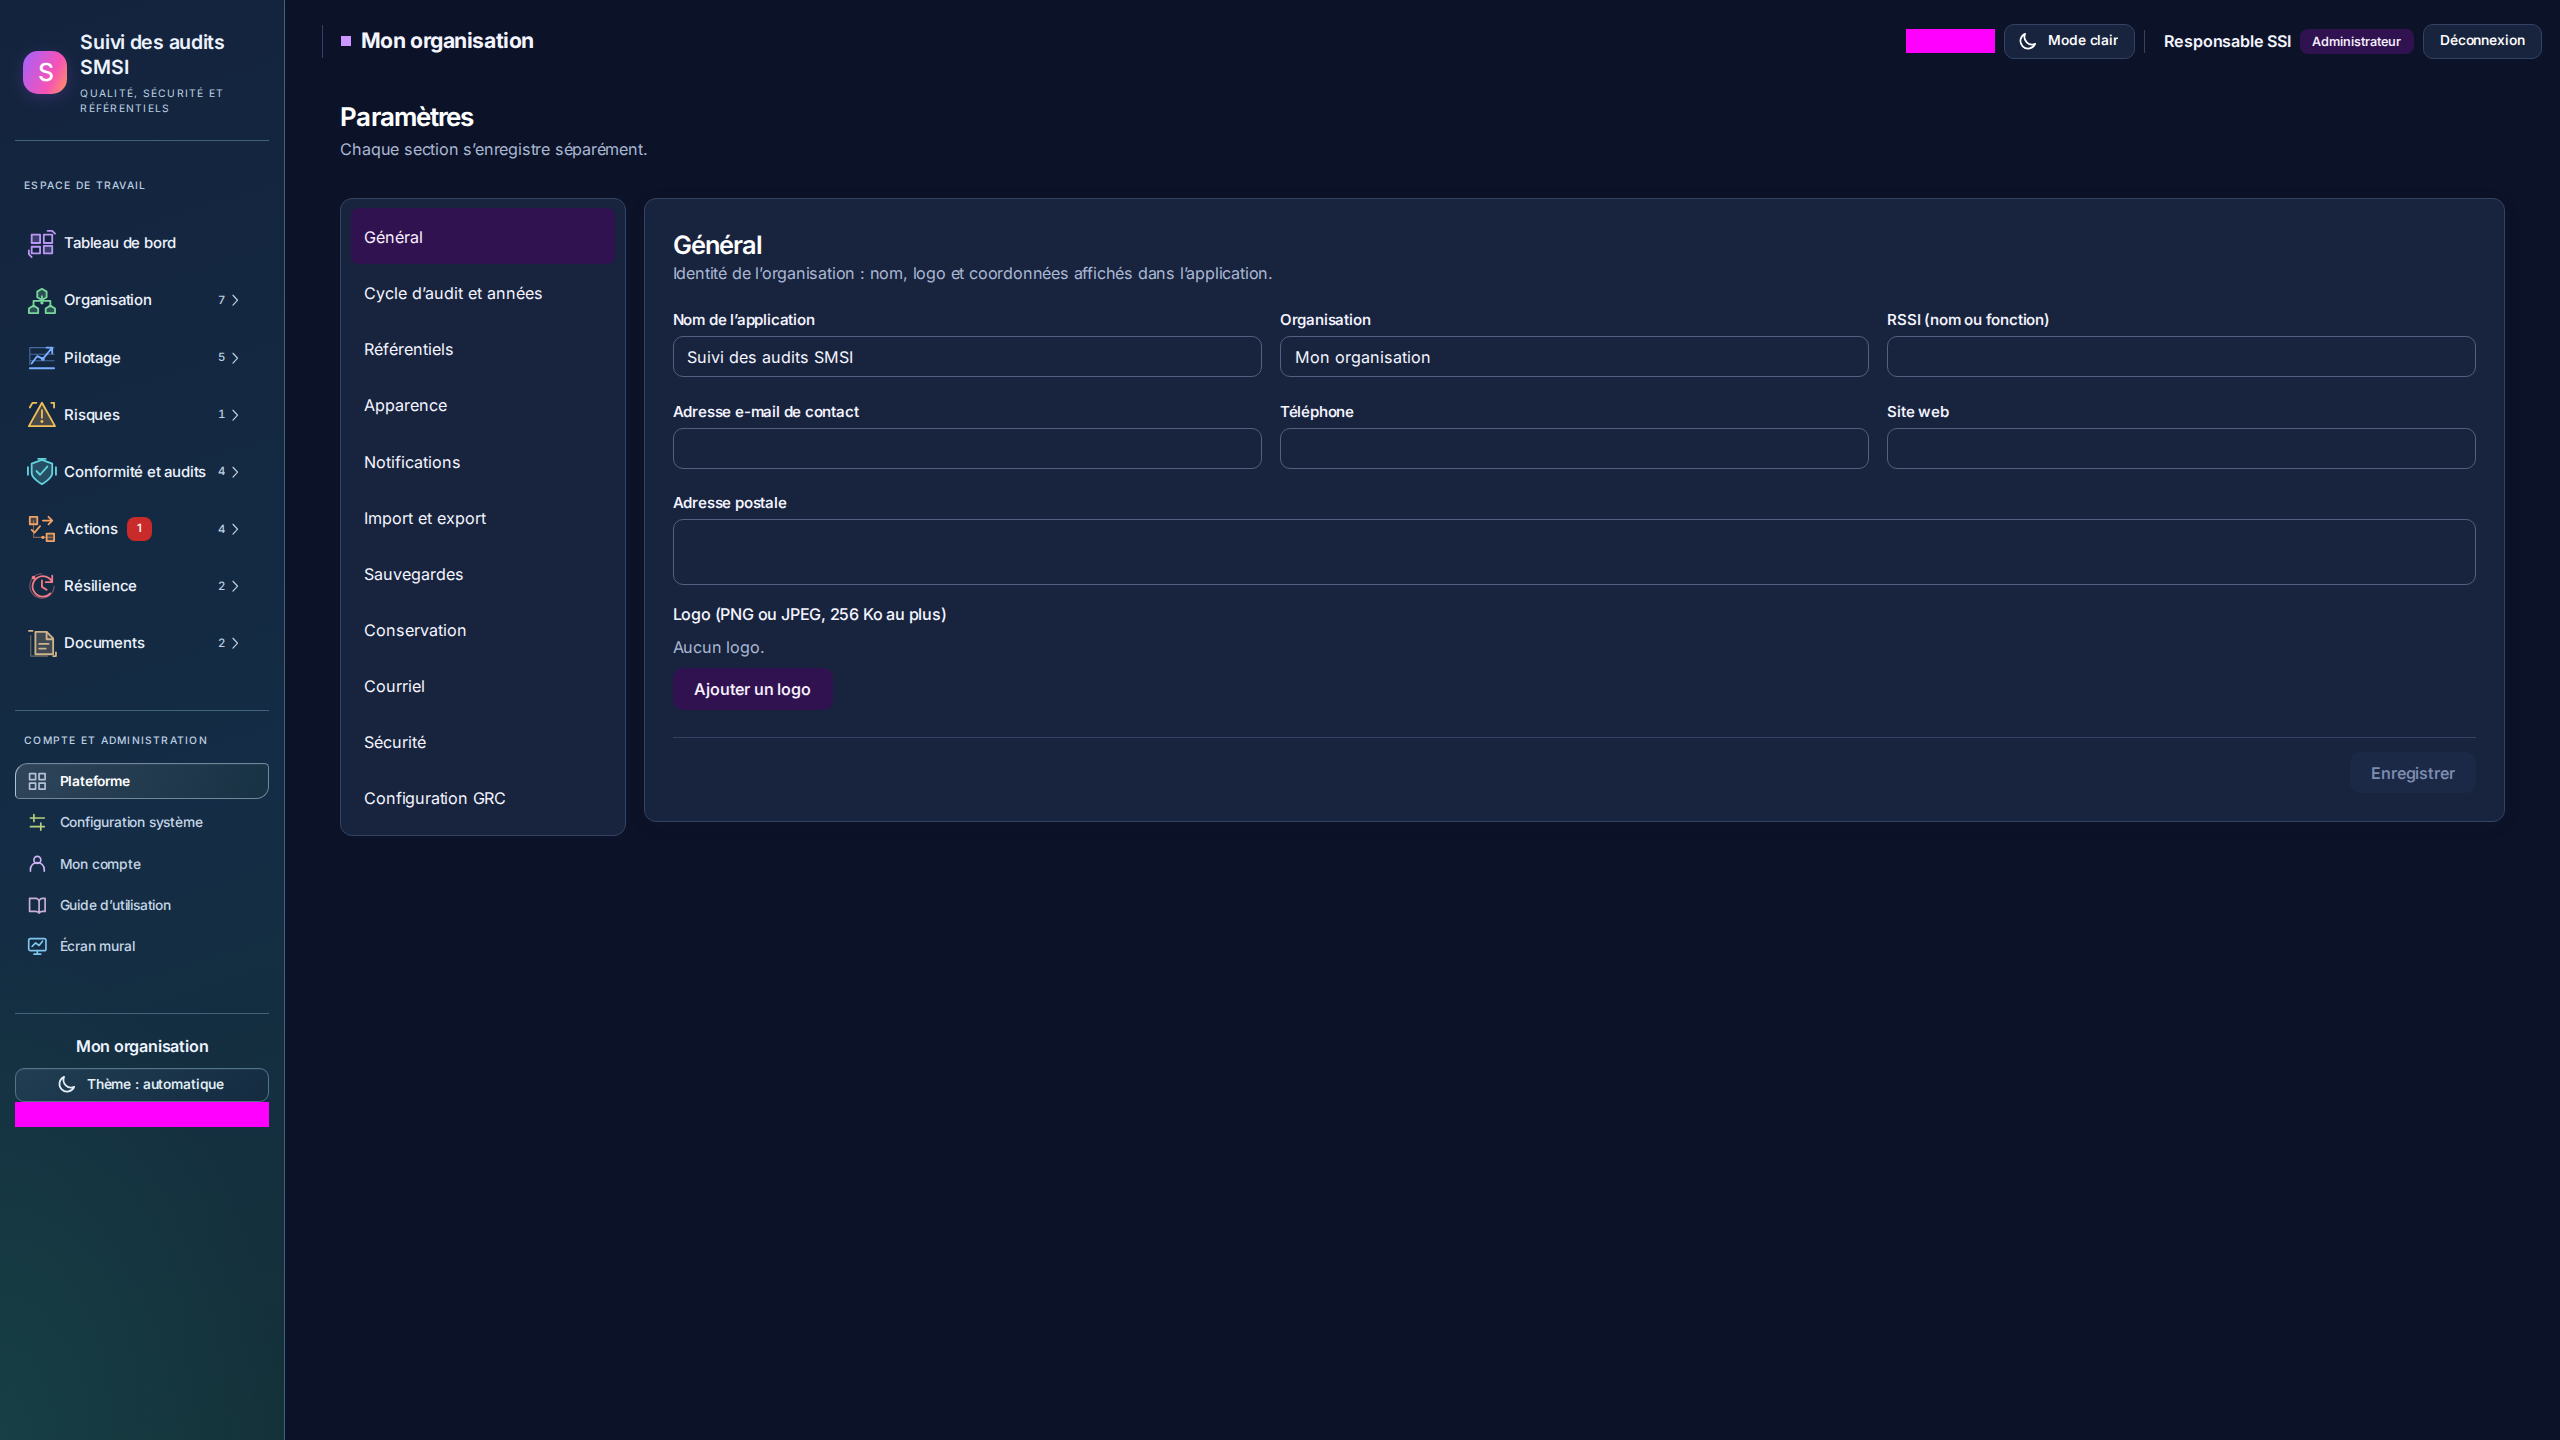 S
Suivi des audits
SMSI
QUALITÉ, SÉCURITÉ ET
RÉFÉRENTIELS
ESPACE DE TRAVAIL
Tableau de bord
Organisation 7
Pilotage 5
Risques 1
Conformité et audits 4
Actions 1 4
Résilience 2
Documents 2
COMPTE ET ADMINISTRATION
Plateforme
Configuration système
Mon compte
Guide d’utilisation
Écran mural
Mon organisation
Thème : automatique
Mon organisation
Mode clair
Responsable SSI
Administrateur
Déconnexion
Paramètres
Chaque section s’enregistre séparément.
Général
Cycle d’audit et années
Référentiels
Apparence
Notifications
Import et export
Sauvegardes
Conservation
Courriel
Sécurité
Configuration GRC
Général
Identité de l’organisation : nom, logo et coordonnées affichés dans l’application.
Nom de l’application
Suivi des audits SMSI
Organisation
Mon organisation
RSSI (nom ou fonction)
Adresse e-mail de contact
Téléphone
Site web
Adresse postale
Logo (PNG ou JPEG, 256 Ko au plus)
Aucun logo.
Ajouter un logo
Enregistrer